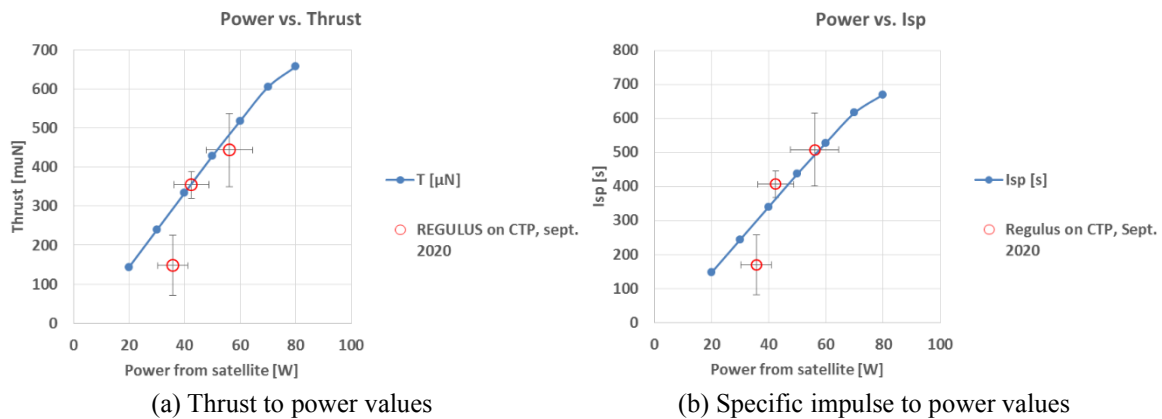 Power vs. Thrust
700
600
500
400
300
200
100
0
Thrust [muN]
0
20
40
60
80
100
Power from satellite [W]
T [µN]
REGULUS on CTP, sept.
2020
(a) Thrust to power values
Power vs. Isp
800
700
600
500
400
300
200
100
0
Isp [s]
0
20
40
60
80
100
Power from satellite [W]
Isp [s]
Regulus on CTP, Sept.
2020
(b) Specific impulse to power values